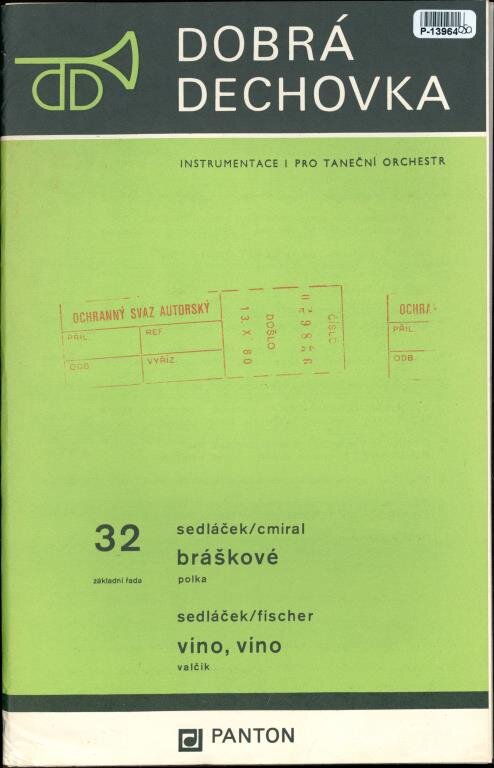 P-13964
DOBRÁ
DECHOVKA
INSTRUMENTACE I PRO TANEČNÍ ORCHESTR
OCHRANNÝ SVAZ AUTORSKÝ
PŘÍL.
REF.
ODB.
VYŘÍZ.
13 X 80
DOŠLO
ČÍSLO
OCHRA
PŘÍL.
ODB.
32
základní řada
sedláček/cmiral
bráškové
polka
sedláček/fischer
víno, víno
valčík
PANTON